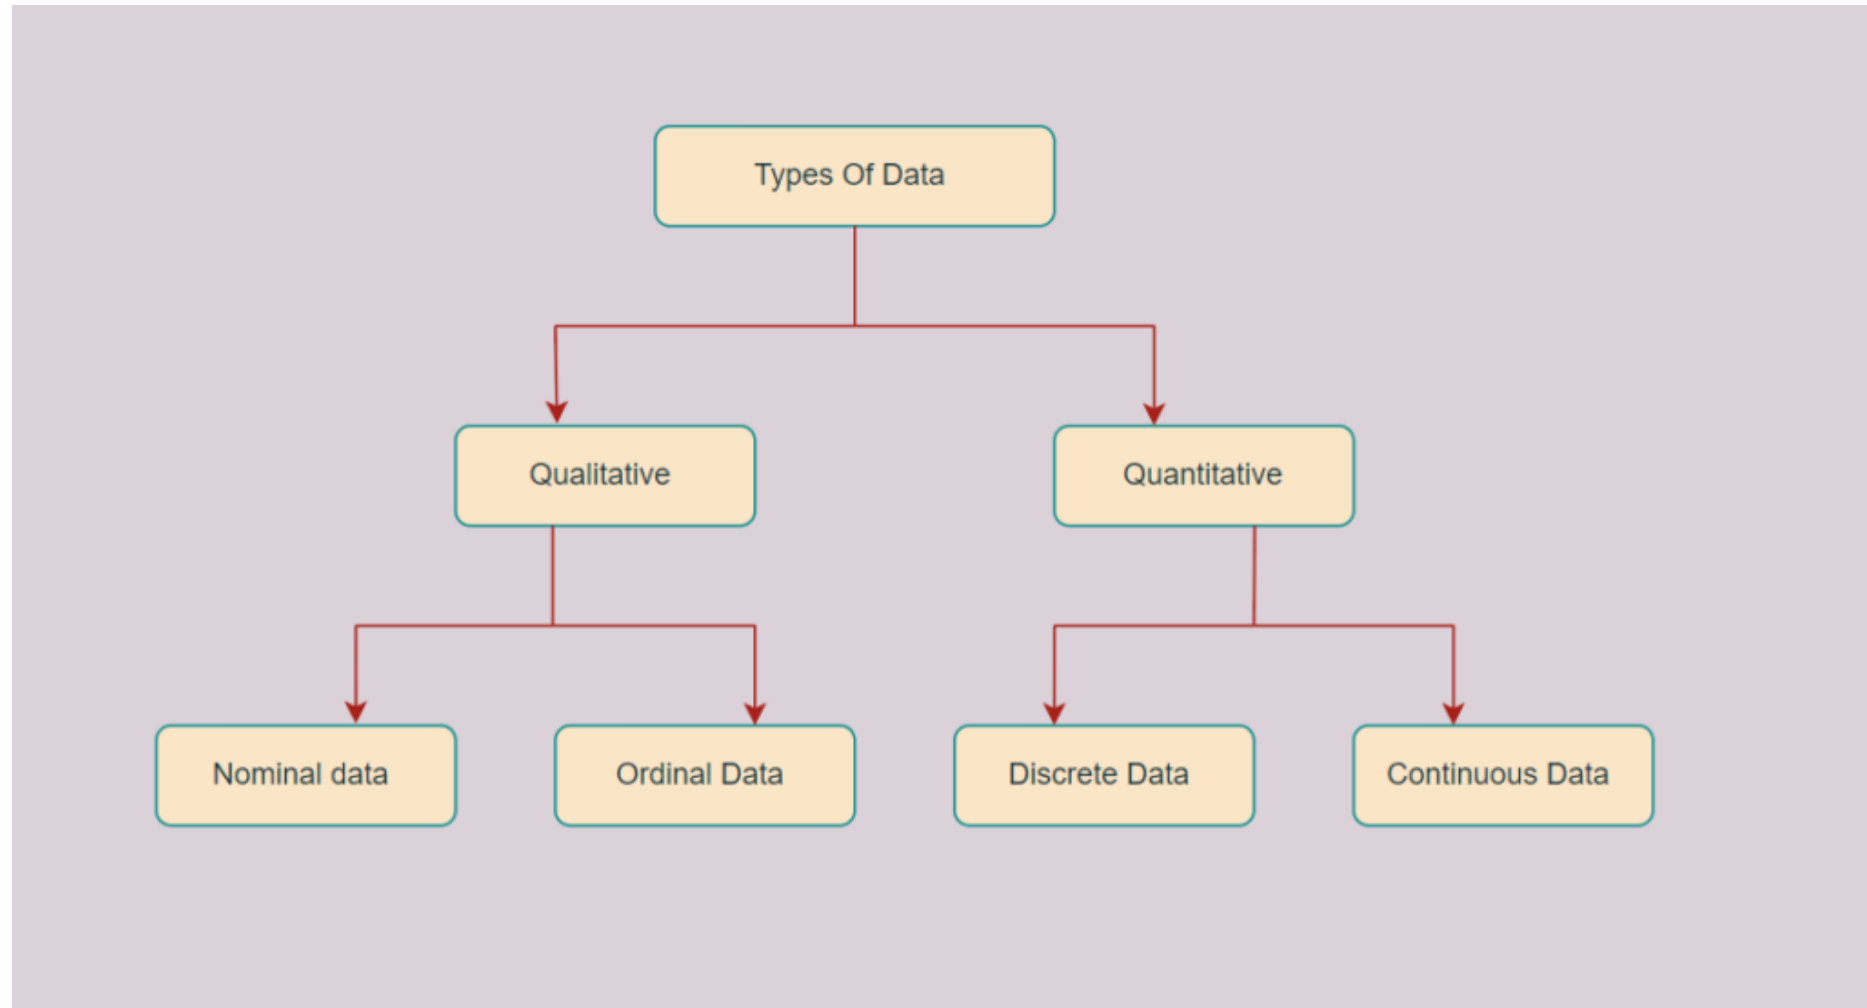 Types Of Data
Qualitative
Quantitative
Nominal data
Ordinal Data
Discrete Data
Continuous Data